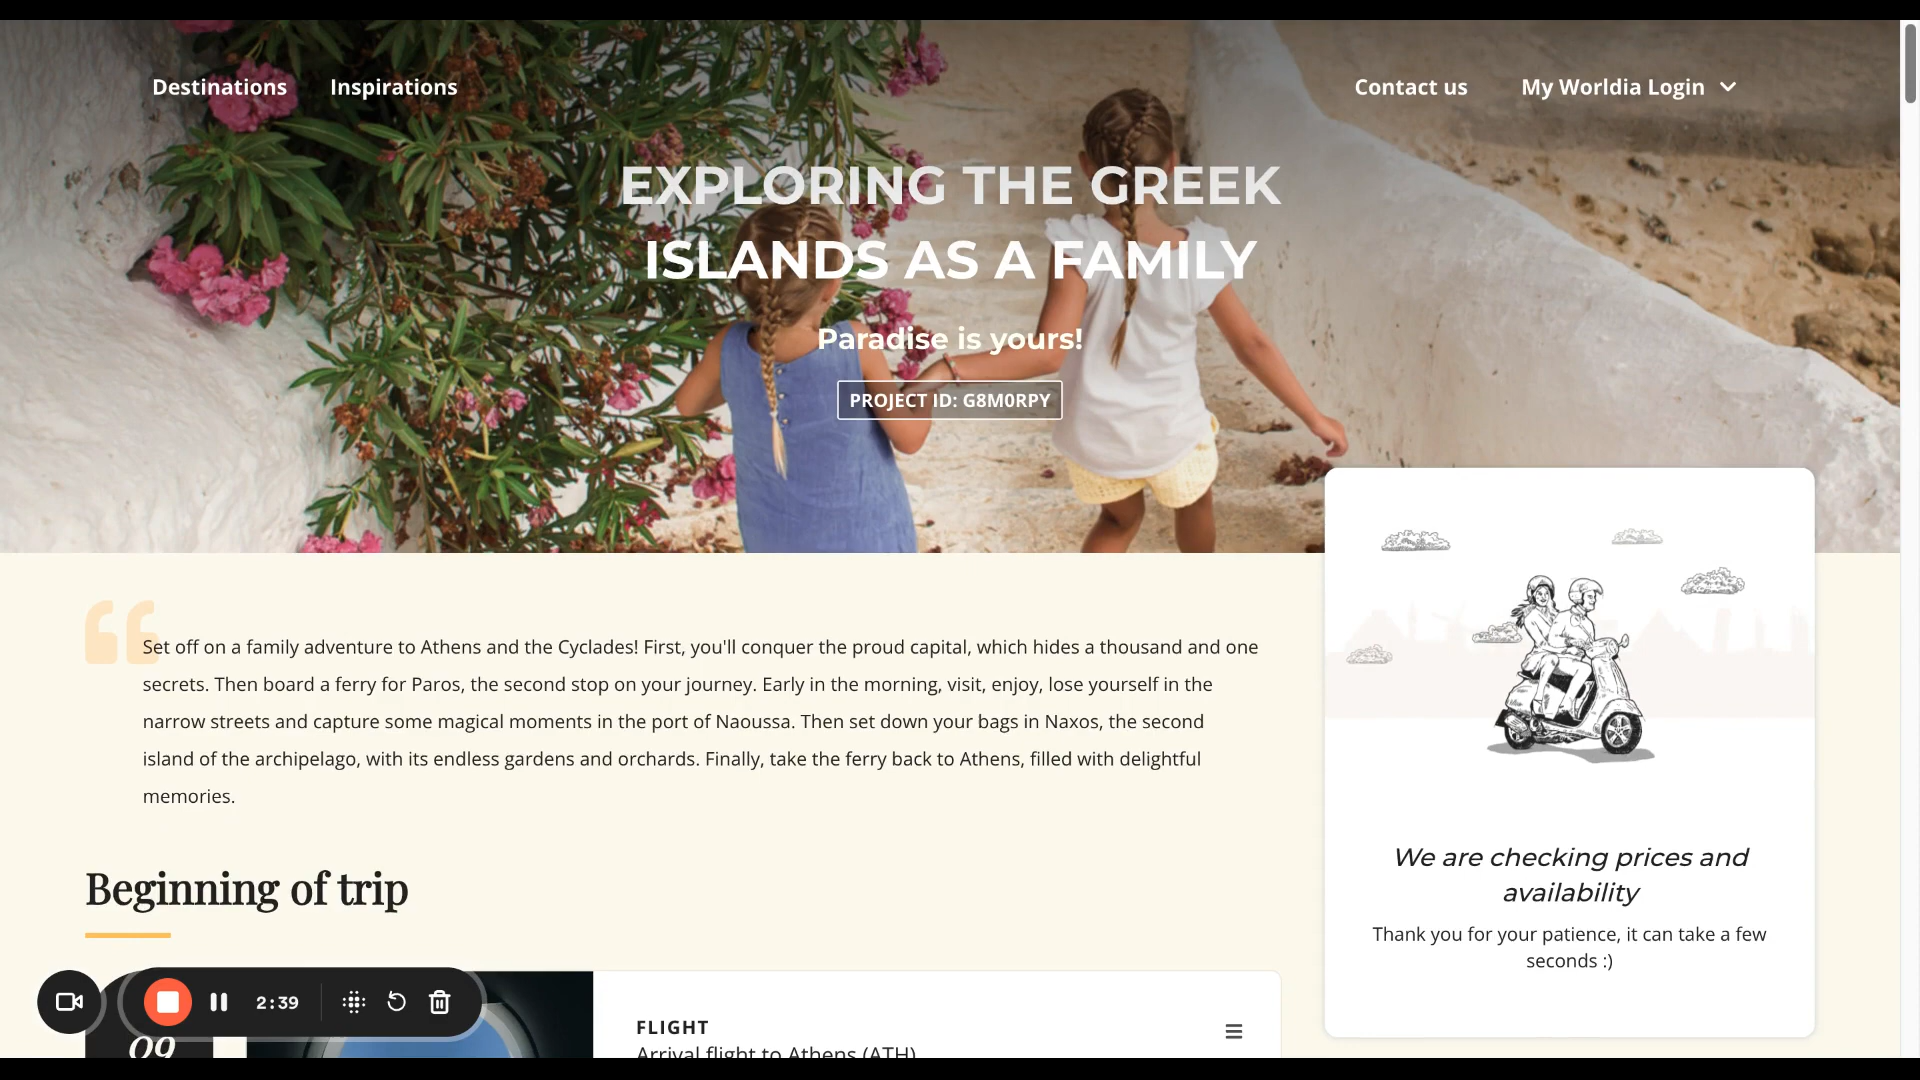 Destinations
Inspirations
Contact us
My Worldia Login
EXPLORING THE GREEK
ISLANDS AS A FAMILY
Paradise is yours!
PROJECT ID: G8M0RPY
Set off on a family adventure to Athens and the Cyclades! First, you'll conquer the proud capital, which hides a thousand and one
secrets. Then board a ferry for Paros, the second stop on your journey. Early in the morning, visit, enjoy, lose yourself in the
narrow streets and capture some magical moments in the port of Naoussa. Then set down your bags in Naxos, the second
island of the archipelago, with its endless gardens and orchards. Finally, take the ferry back to Athens, filled with delightful
memories.
We are checking prices and
availability
Thank you for your patience, it can take a few
seconds :)
Beginning of trip
2:39
09
FLIGHT
Arrival flight to Athens (ATH)